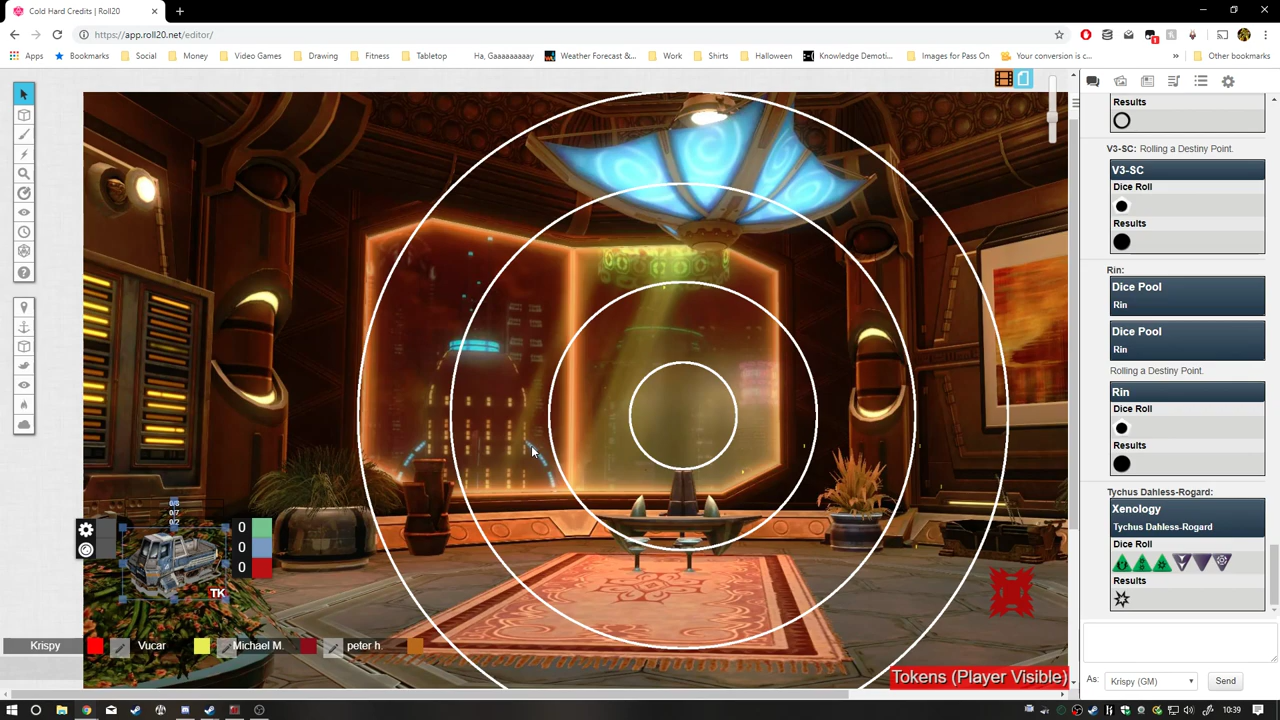 Cold Hard Credits | Roll20
https://app.roll20.net/editor/
Apps Bookmarks Social Money Video Games Drawing Fitness Tabletop Ha, Gaaaaaaaay Weather Forecast &... Work Shirts Halloween Knowledge Demoti... Images for Pass On Your conversion is c... » Other bookmarks
Results
V3-SC: Rolling a Destiny Point.
V3-SC
Dice Roll
Results
Rin:
Dice Pool
Rin
Dice Pool
Rin
Rolling a Destiny Point.
Rin
Dice Roll
Results
Tychus Dahless-Rogard:
Xenology
Tychus Dahless-Rogard
Dice Roll
Results
0/7
0/2
0
0
0
TK
Krispy Vucar Michael M. peter h.
Tokens (Player Visible)
As: Krispy (GM) Send
10:39